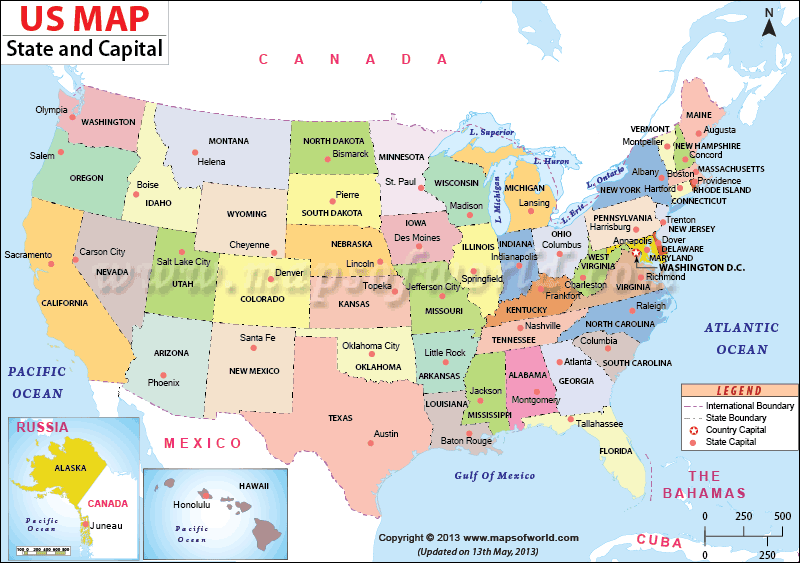 US MAP
State and Capital
N
C A N A D A
Olympia
WASHINGTON
Salem
OREGON
MONTANA
Helena
Boise
IDAHO
WYOMING
Cheyenne
NORTH DAKOTA
Bismarck
Pierre
SOUTH DAKOTA
NEBRASKA
Lincoln
MINNESOTA
St. Paul
WISCONSIN
Madison
L. Superior
L. Huron
L. Michigan
L. Ontario
L. Erie
MICHIGAN
Lansing
IOWA
Des Moines
MAINE
Augusta
VERMONT
Montpelier
NEW HAMPSHIRE
Concord
MASSACHUSETTS
Boston
Providence
RHODE ISLAND
Hartford
CONNECTICUT
Albany
NEW YORK
PENNSYLVANIA
Harrisburg
Trenton
NEW JERSEY
Annapolis
Dover
DELAWARE
MARYLAND
WASHINGTON D.C.
Sacramento
CALIFORNIA
Carson City
NEVADA
Salt Lake City
UTAH
Denver
COLORADO
KANSAS
Topeka
Jefferson City
MISSOURI
ILLINOIS
Springfield
INDIANA
Indianapolis
OHIO
Columbus
WEST
VIRGINIA
Charleston
VIRGINIA
Richmond
KENTUCKY
Frankfort
Nashville
TENNESSEE
Raleigh
NORTH CAROLINA
Columbia
SOUTH CAROLINA
www.mapsofworld.com
ARIZONA
Phoenix
Santa Fe
NEW MEXICO
Oklahoma City
OKLAHOMA
Little Rock
ARKANSAS
TEXAS
Austin
LOUISIANA
Baton Rouge
Jackson
MISSISSIPPI
ALABAMA
Montgomery
Atlanta
GEORGIA
Tallahassee
FLORIDA
PACIFIC
OCEAN
ATLANTIC
OCEAN
M E X I C O
Gulf Of Mexico
THE
BAHAMAS
CUBA
LEGEND
International Boundary
State Boundary
Country Capital
State Capital
RUSSIA
ALASKA
CANADA
Pacific
Ocean
Juneau
HAWAII
Honolulu
Pacific
Ocean
Copyright © 2013 www.mapsofworld.com
(Updated on 13th May, 2013)
0 250 500
0 250